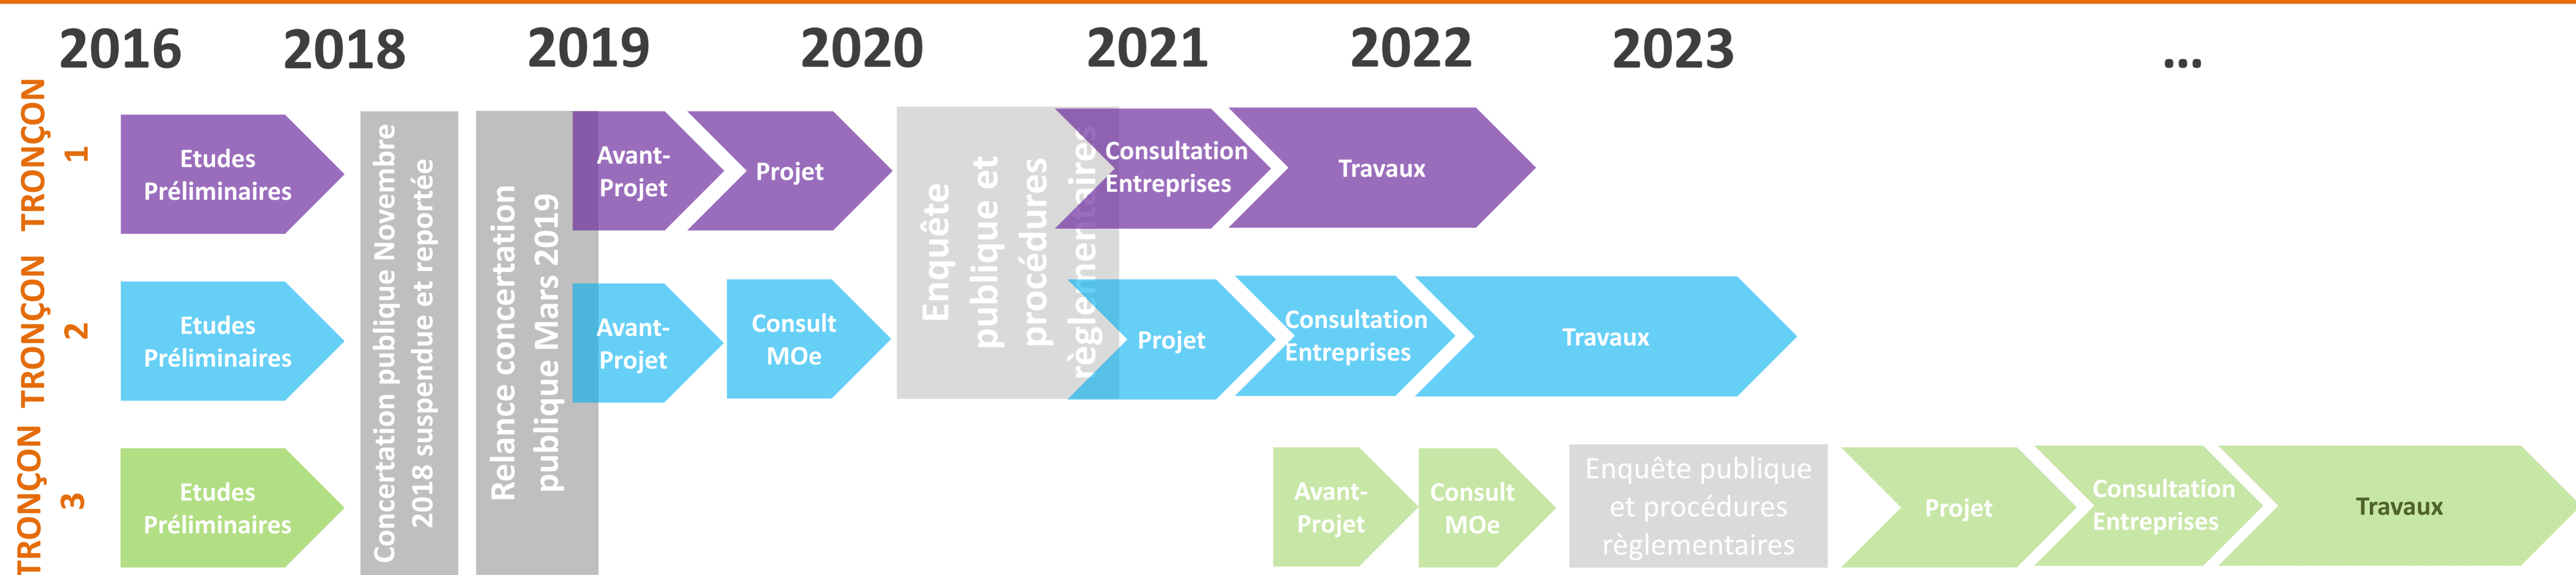 2016 2018 2019 2020 2021 2022 2023 ...
TRONÇON
1
Etudes
Préliminaires
Concertation publique Novembre
2018 suspendue et reportée
Relance concertation
publique Mars 2019
Avant-
Projet
Projet
Enquête
publique et
procédures
règlementaires
Consultation
Entreprises
Travaux
TRONÇON
2
Etudes
Préliminaires
Avant-
Projet
Consult
MOe
Projet
Consultation
Entreprises
Travaux
TRONÇON
3
Etudes
Préliminaires
Avant-
Projet
Consult
MOe
Enquête publique
et procédures
règlementaires
Projet
Consultation
Entreprises
Travaux